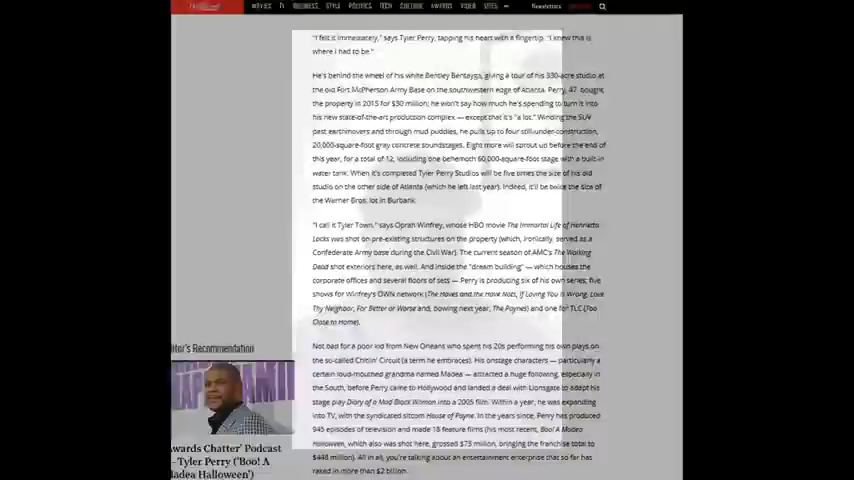 MOVIES TV BUSINESS STYLE POLITICS TECH CULTURE AWARDS VIDEO SITES
Newsletters
"I felt it immediately," says Tyler Perry, tapping his heart with a fingertip. "I knew this is
where I had to be."
He's behind the wheel of his white Bentley Bentayga, giving a tour of his 330-acre studio at
the old Fort McPherson Army Base on the southwestern edge of Atlanta. Perry, 47, bought
the property in 2015 for $30 million; he won't say how much he's spending to turn it into
his new state-of-the-art production complex — except that it's "a lot." Winding the SUV
past earthmovers and through mud puddles, he pulls up to four still-under-construction,
20,000-square-foot gray concrete soundstages. Eight more will sprout up before the end of
this year, for a total of 12, including one behemoth 60,000-square-foot stage with a built-in
water tank. When it's completed Tyler Perry Studios will be five times the size of his old
studio on the other side of Atlanta (which he left last year). Indeed, it'll be twice the size of
the Warner Bros. lot in Burbank.
"I call it Tyler Town," says Oprah Winfrey, whose HBO movie The Immortal Life of Henrietta
Lacks was shot on pre-existing structures on the property (which, ironically, served as a
Confederate Army base during the Civil War). The current season of AMC's The Walking
Dead shot exteriors here, as well. And inside the "dream building" — which houses the
corporate offices and several floors of sets — Perry is producing six of his own series; five
shows for Winfrey's OWN network (The Haves and the Have Nots, If Loving You is Wrong, Love
Thy Neighbor, For Better or Worse and, bowing next year, The Paynes) and one for TLC (Too
Close to Home).
Not bad for a poor kid from New Orleans who spent his 20s performing his own plays on
the so-called Chitlin' Circuit (a term he embraces). His onstage characters — particularly a
certain loud-mouthed grandma named Madea — attracted a huge following, especially in
the South, before Perry came to Hollywood and landed a deal with Lionsgate to adapt his
stage play Diary of a Mad Black Woman into a 2005 film. Within a year, he was expanding
into TV, with the syndicated sitcom House of Payne. In the years since, Perry has produced
945 episodes of television and made 18 feature films (his most recent, Boo! A Madea
Halloween, which also was shot here, grossed $73 million, bringing the franchise total to
$448 million). All in all, you're talking about an entertainment enterprise that so far has
raked in more than $2 billion.
itor's Recommendation
wards Chatter' Podcast
– Tyler Perry ('Boo! A
Madea Halloween')